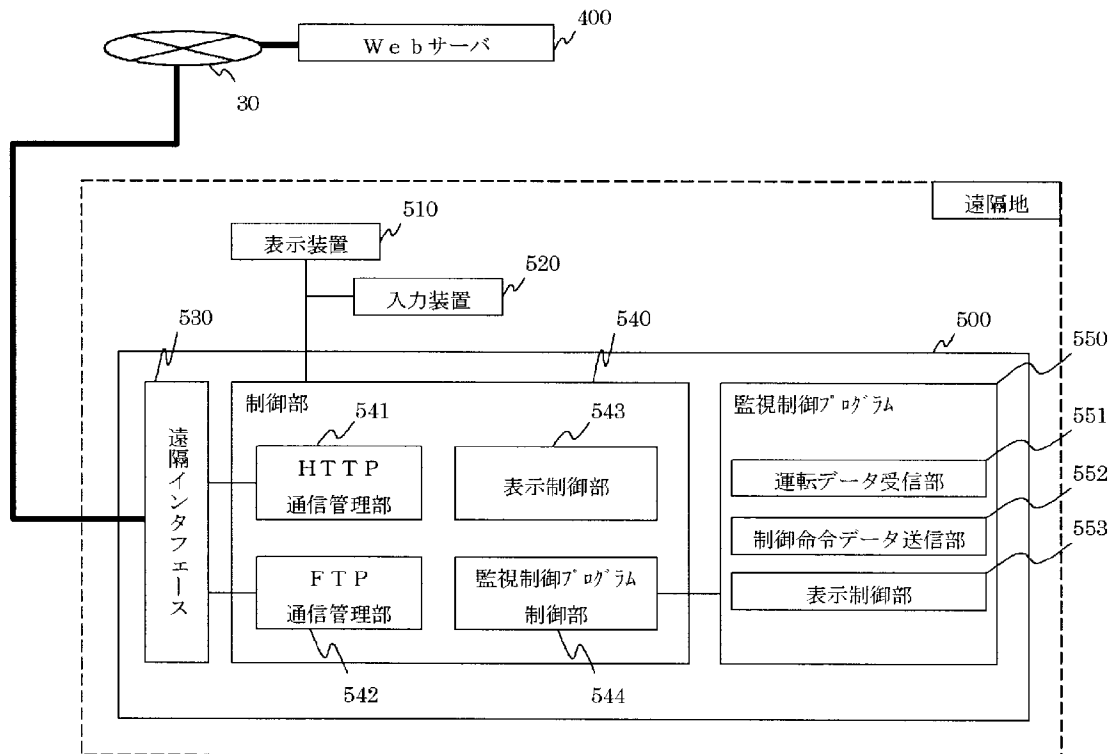 400
Ｗｅｂサーバ
30
遠隔地
510
表示装置
520
入力装置
530
540
500
550
制御部
監視制御ﾌﾟﾛｸﾞﾗﾑ
541
543
551
遠隔インタフェース
ＨＴＴＰ
通信管理部
表示制御部
運転データ受信部
552
制御命令データ送信部
553
ＦＴＰ
通信管理部
監視制御ﾌﾟﾛｸﾞﾗﾑ
制御部
表示制御部
542
544